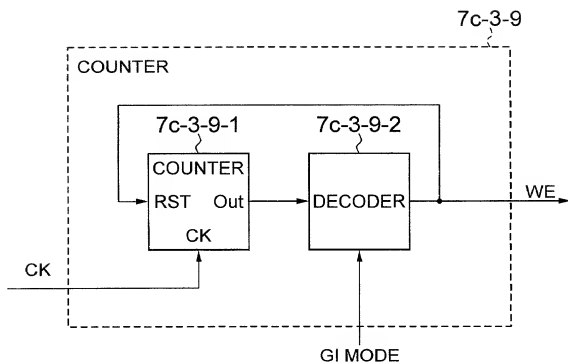 7c-3-9
COUNTER
7c-3-9-1
7c-3-9-2
COUNTER
RST Out
CK
DECODER
WE
CK
GI MODE